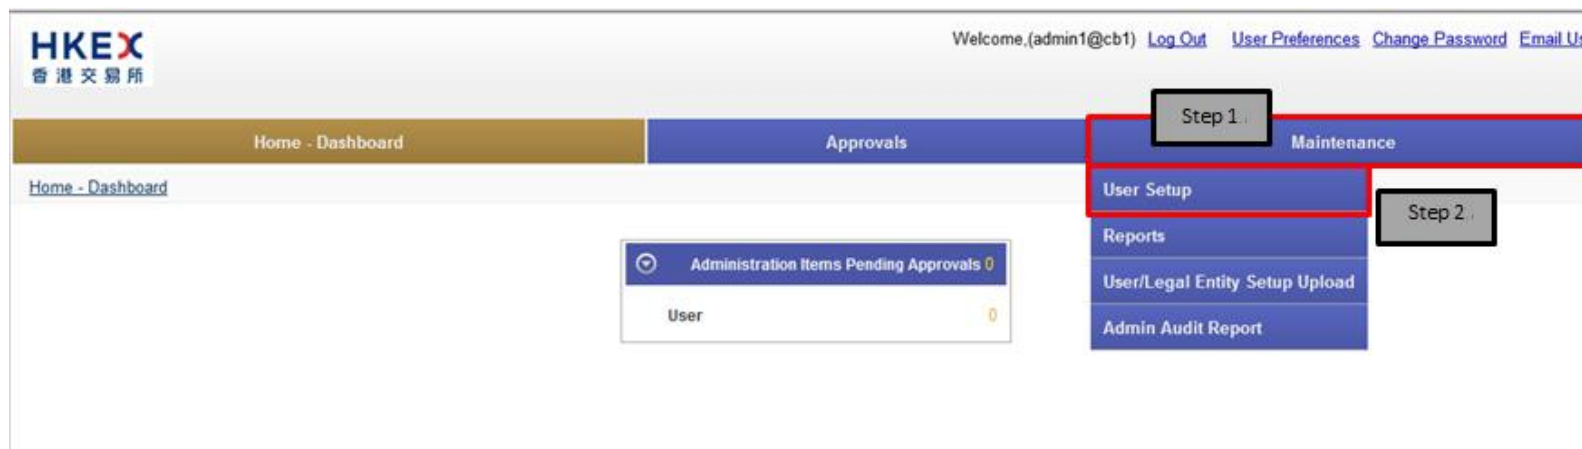 HKEX
香港交易所
Welcome,(admin1@cb1) Log Out User Preferences Change Password Email Us
Step 1.
Home - Dashboard Approvals Maintenance
Home - Dashboard
User Setup
Step 2.
Reports
Administration Items Pending Approvals 0
User/Legal Entity Setup Upload
User 0
Admin Audit Report